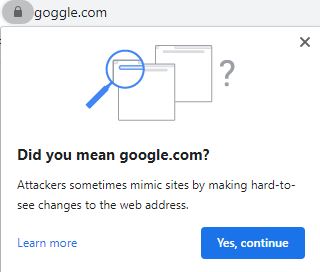 goggle.com
Did you mean google.com?
Attackers sometimes mimic sites by making hard-to-
see changes to the web address.
Learn more
Yes, continue